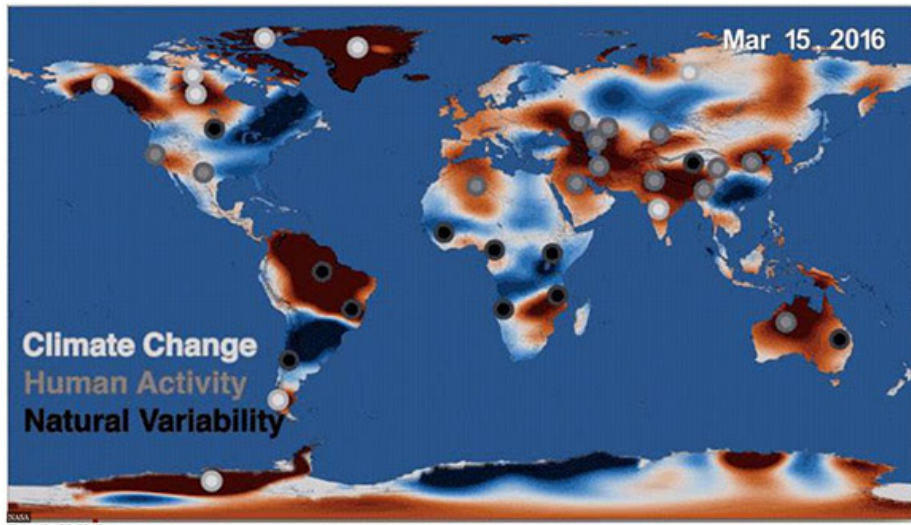 Mar 15, 2016
Climate Change
Human Activity
Natural Variability
NASA